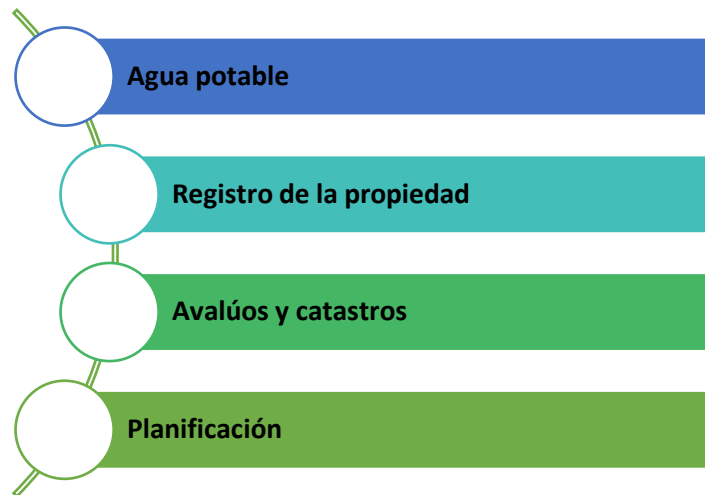 Agua potable
Registro de la propiedad
Avalúos y catastros
Planificación